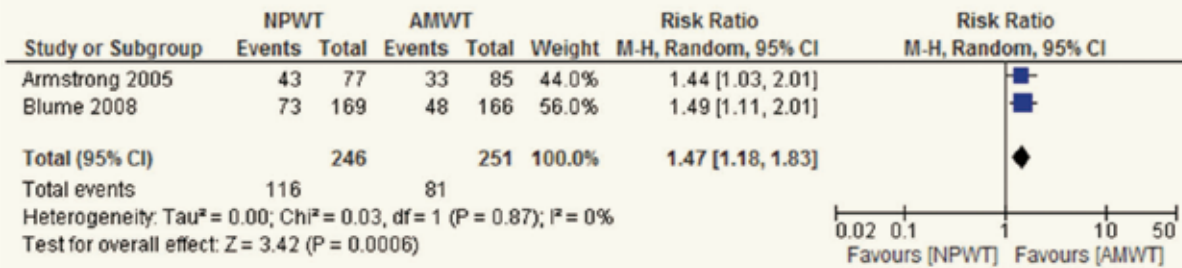 NPWT AMWT Risk Ratio Risk Ratio
Study or Subgroup Events Total Events Total Weight M-H, Random, 95% CI M-H, Random, 95% CI
Armstrong 2005 43 77 33 85 44.0% 1.44 [1.03, 2.01]
Blume 2008 73 169 48 166 56.0% 1.49 [1.11, 2.01]
Total (95% CI) 246 251 100.0% 1.47 [1.18, 1.83]
Total events 116 81
Heterogeneity: Tau² = 0.00; Chi² = 0.03, df = 1 (P = 0.87); I² = 0%
Test for overall effect: Z = 3.42 (P = 0.0006)
0.02 0.1 1 10 50
Favours [NPWT] Favours [AMWT]